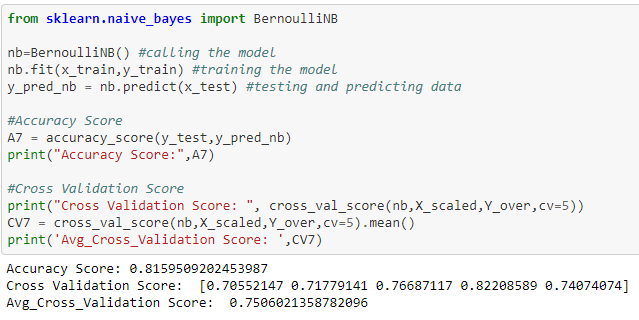 from sklearn.naive_bayes import BernoulliNB
nb=BernoulliNB() #calling the model
nb.fit(x_train,y_train) #training the model
y_pred_nb = nb.predict(x_test) #testing and predicting data
#Accuracy Score
A7 = accuracy_score(y_test,y_pred_nb)
print("Accuracy Score:",A7)
#Cross Validation Score
print("Cross Validation Score: ", cross_val_score(nb,X_scaled,Y_over,cv=5))
CV7 = cross_val_score(nb,X_scaled,Y_over,cv=5).mean()
print('Avg_Cross_Validation Score: ',CV7)
Accuracy Score: 0.8159509202453987
Cross Validation Score:  [0.70552147 0.71779141 0.76687117 0.82208589 0.74074074]
Avg_Cross_Validation Score:  0.7506021358782096